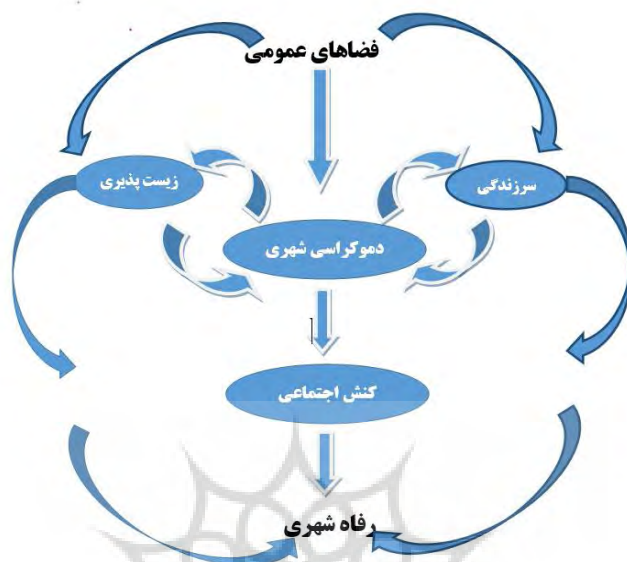 فضاهای عمومی
سرزندگی
زیست پذیری
دموکراسی شهری
کنش اجتماعی
رفاه شهری